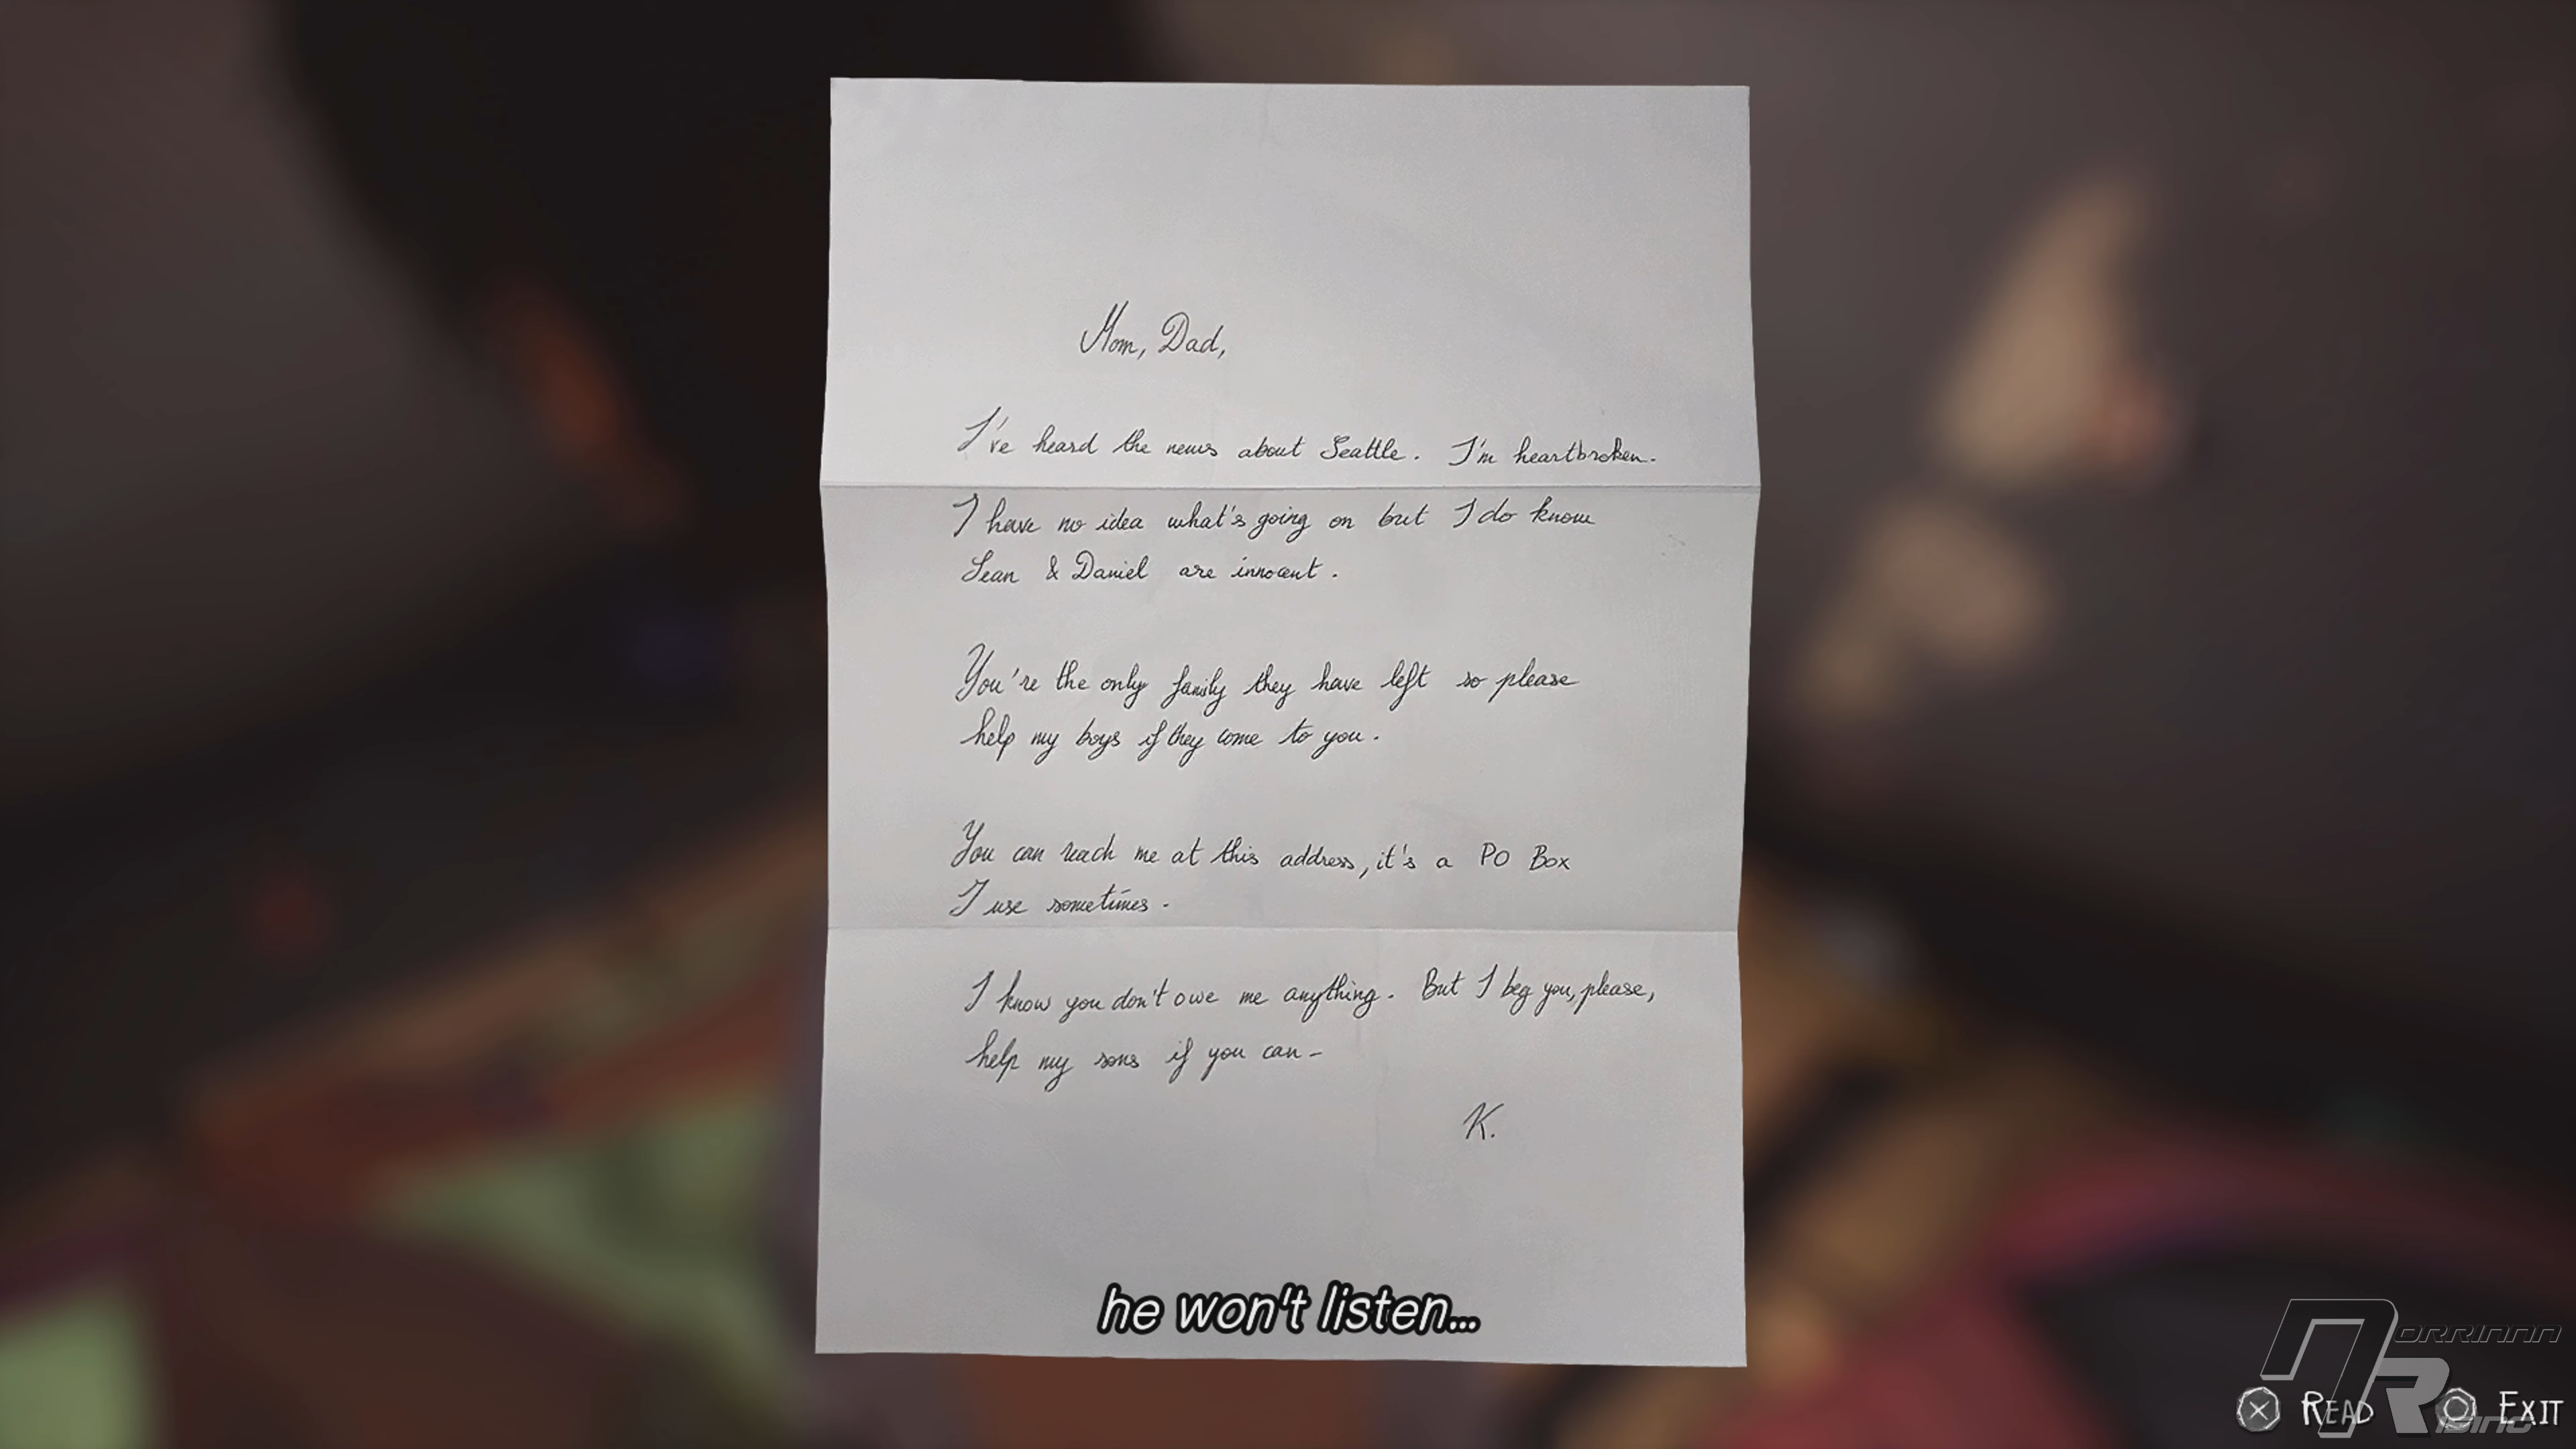 Mom, Dad,
I've heard the news about Seattle. I'm heartbroken.
I have no idea what's going on but I do know
Sean & Daniel are innocent.
You're the only family they have left so please
help my boys if they come to you.
You can reach me at this address, it's a PO Box
I use sometimes.
I know you don't owe me anything. But I beg you, please,
help my sons if you can-
K.
he won't listen...
NORRINNN
RISING
READ
EXIT